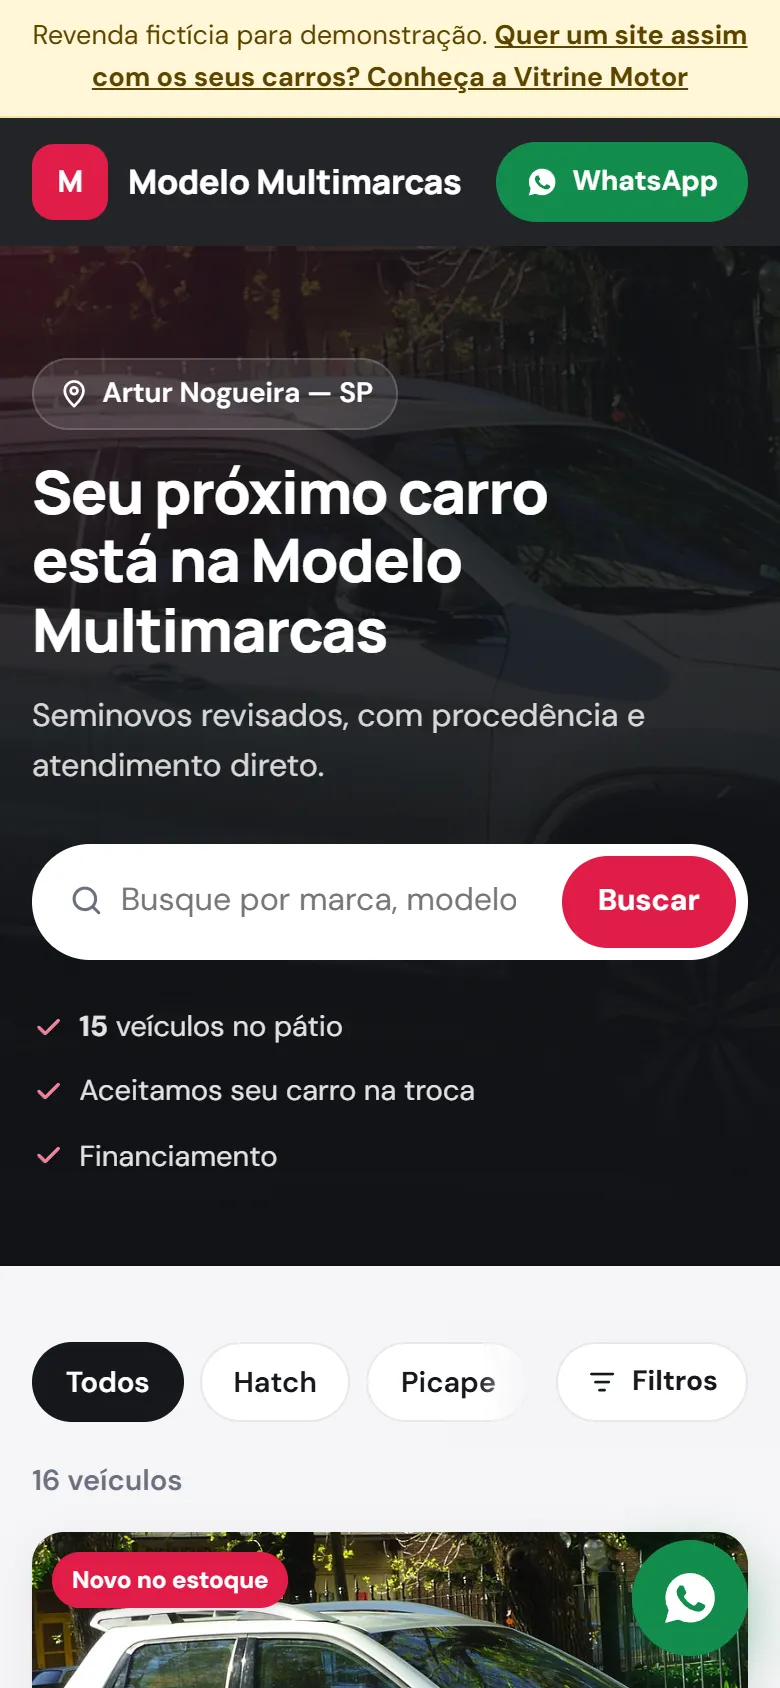 Revenda fictícia para demonstração. Quer um site assim
com os seus carros? Conheça a Vitrine Motor
M
Modelo Multimarcas
WhatsApp
Artur Nogueira — SP
Seu próximo carro
está na Modelo
Multimarcas
Seminovos revisados, com procedência e
atendimento direto.
Busque por marca, modelo
Buscar
15 veículos no pátio
Aceitamos seu carro na troca
Financiamento
Todos
Hatch
Picape
Filtros
16 veículos
Novo no estoque